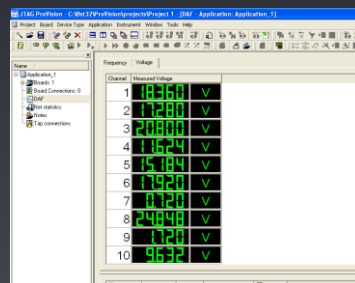 JTAG ProVision - C:\Bst32\ProVision\projects\Project 1 - [DAF - Application: Application_1]
Project Board Device Type Application Instrument Window Tools Help
Name
Application_1
Boards: 1
Board Connections: 0
DAF
Net statistics
Notes
Tap connections
Frequency Voltage
Channel Measured Voltage
1 18.360 V
2 17.280 V
3 20.800 V
4 11.624 V
5 15.184 V
6 17.920 V
7 0.720 V
8 24.848 V
9 1.720 V
10 9.632 V